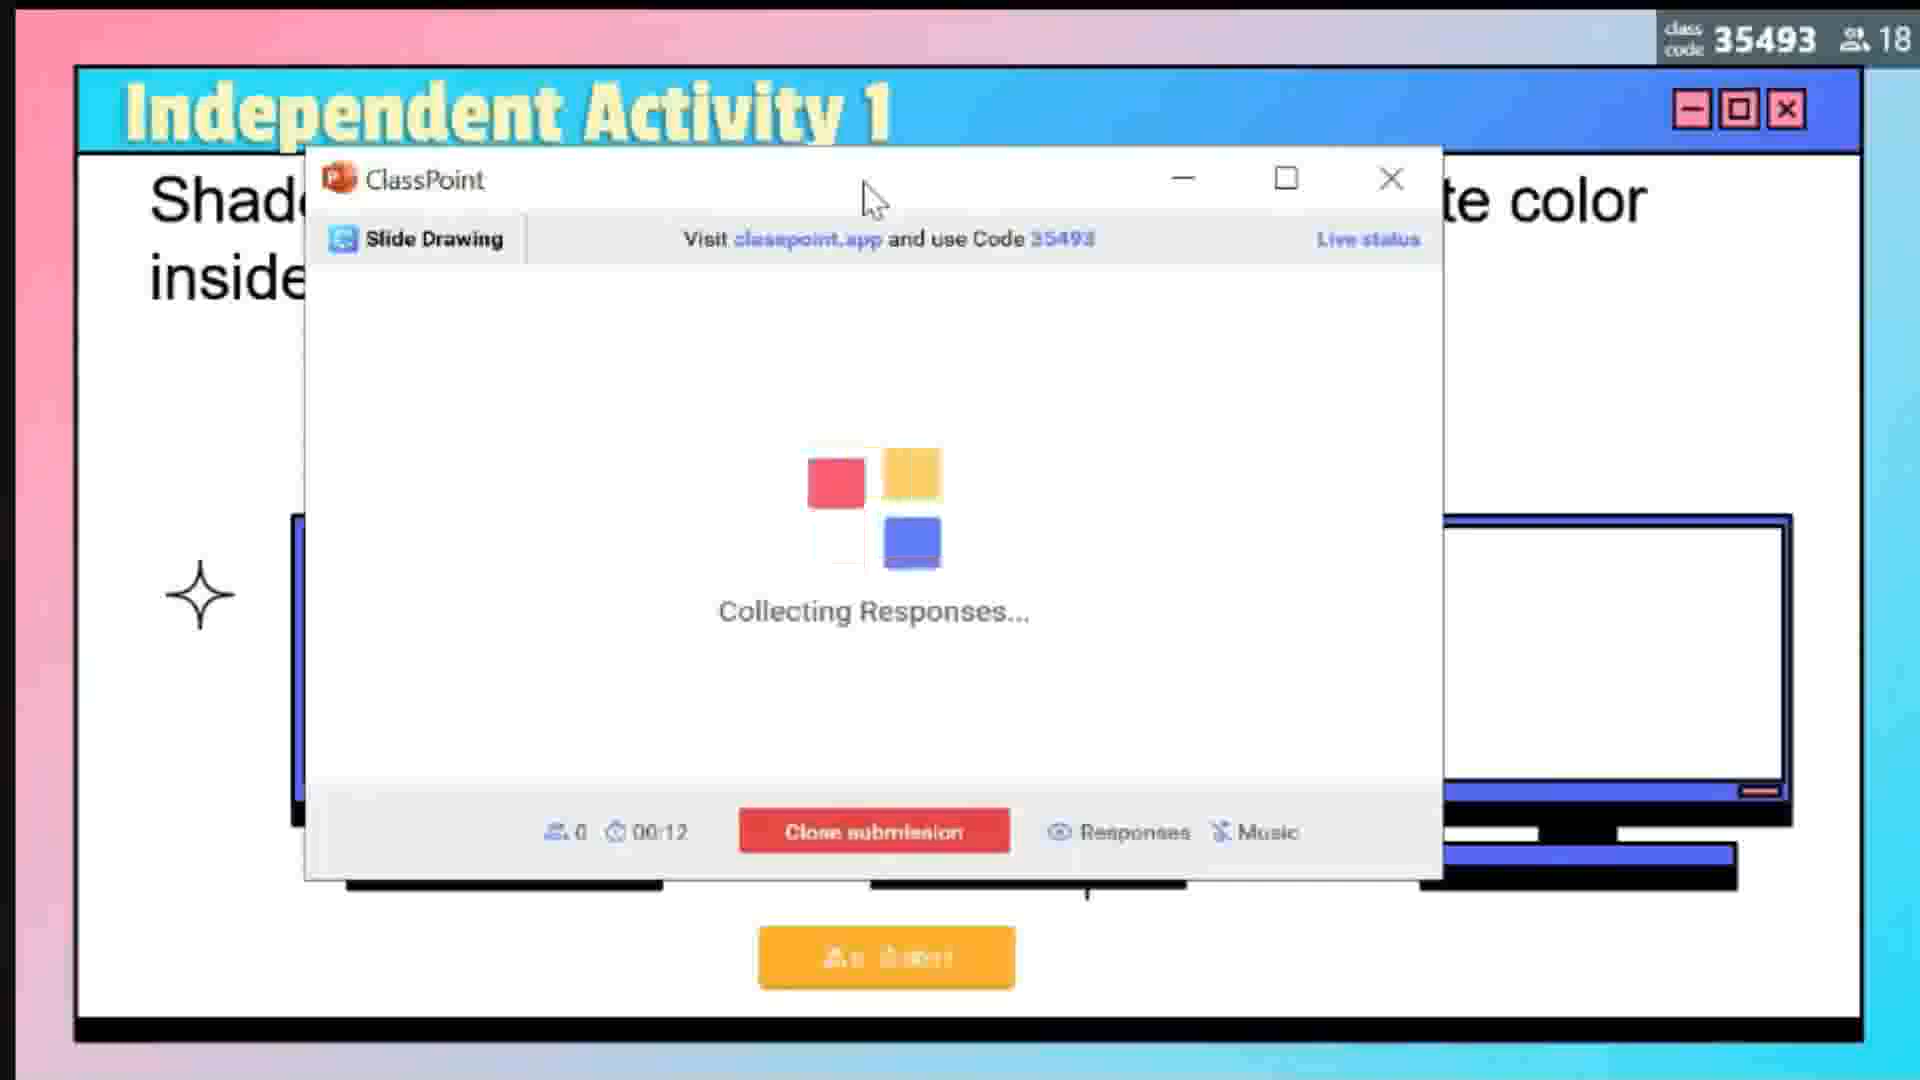 class code 35493 18
Independent Activity 1
ClassPoint
Shad te color
Slide Drawing Visit classpoint.app and use Code 35493 Live status
inside
Collecting Responses...
0 00:12 Close submission Responses Music